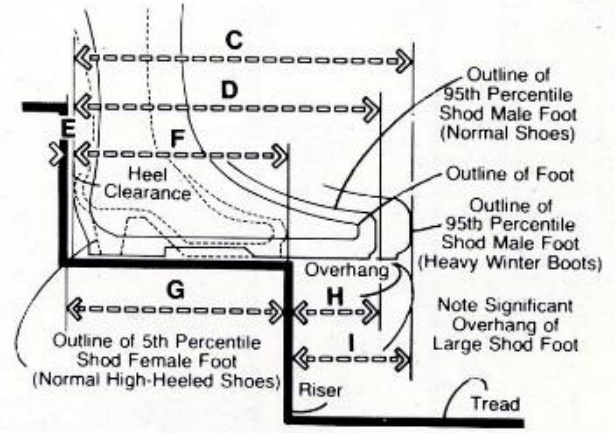 C
Outline of
95th Percentile
Shod Male Foot
(Normal Shoes)
D
E
F
Heel
Clearance
Outline of Foot
Outline of
95th Percentile
Shod Male Foot
(Heavy Winter Boots)
Overhang
G
H
Note Significant
Overhang of
Large Shod Foot
Outline of 5th Percentile
Shod Female Foot
(Normal High-Heeled Shoes)
I
Riser
Tread